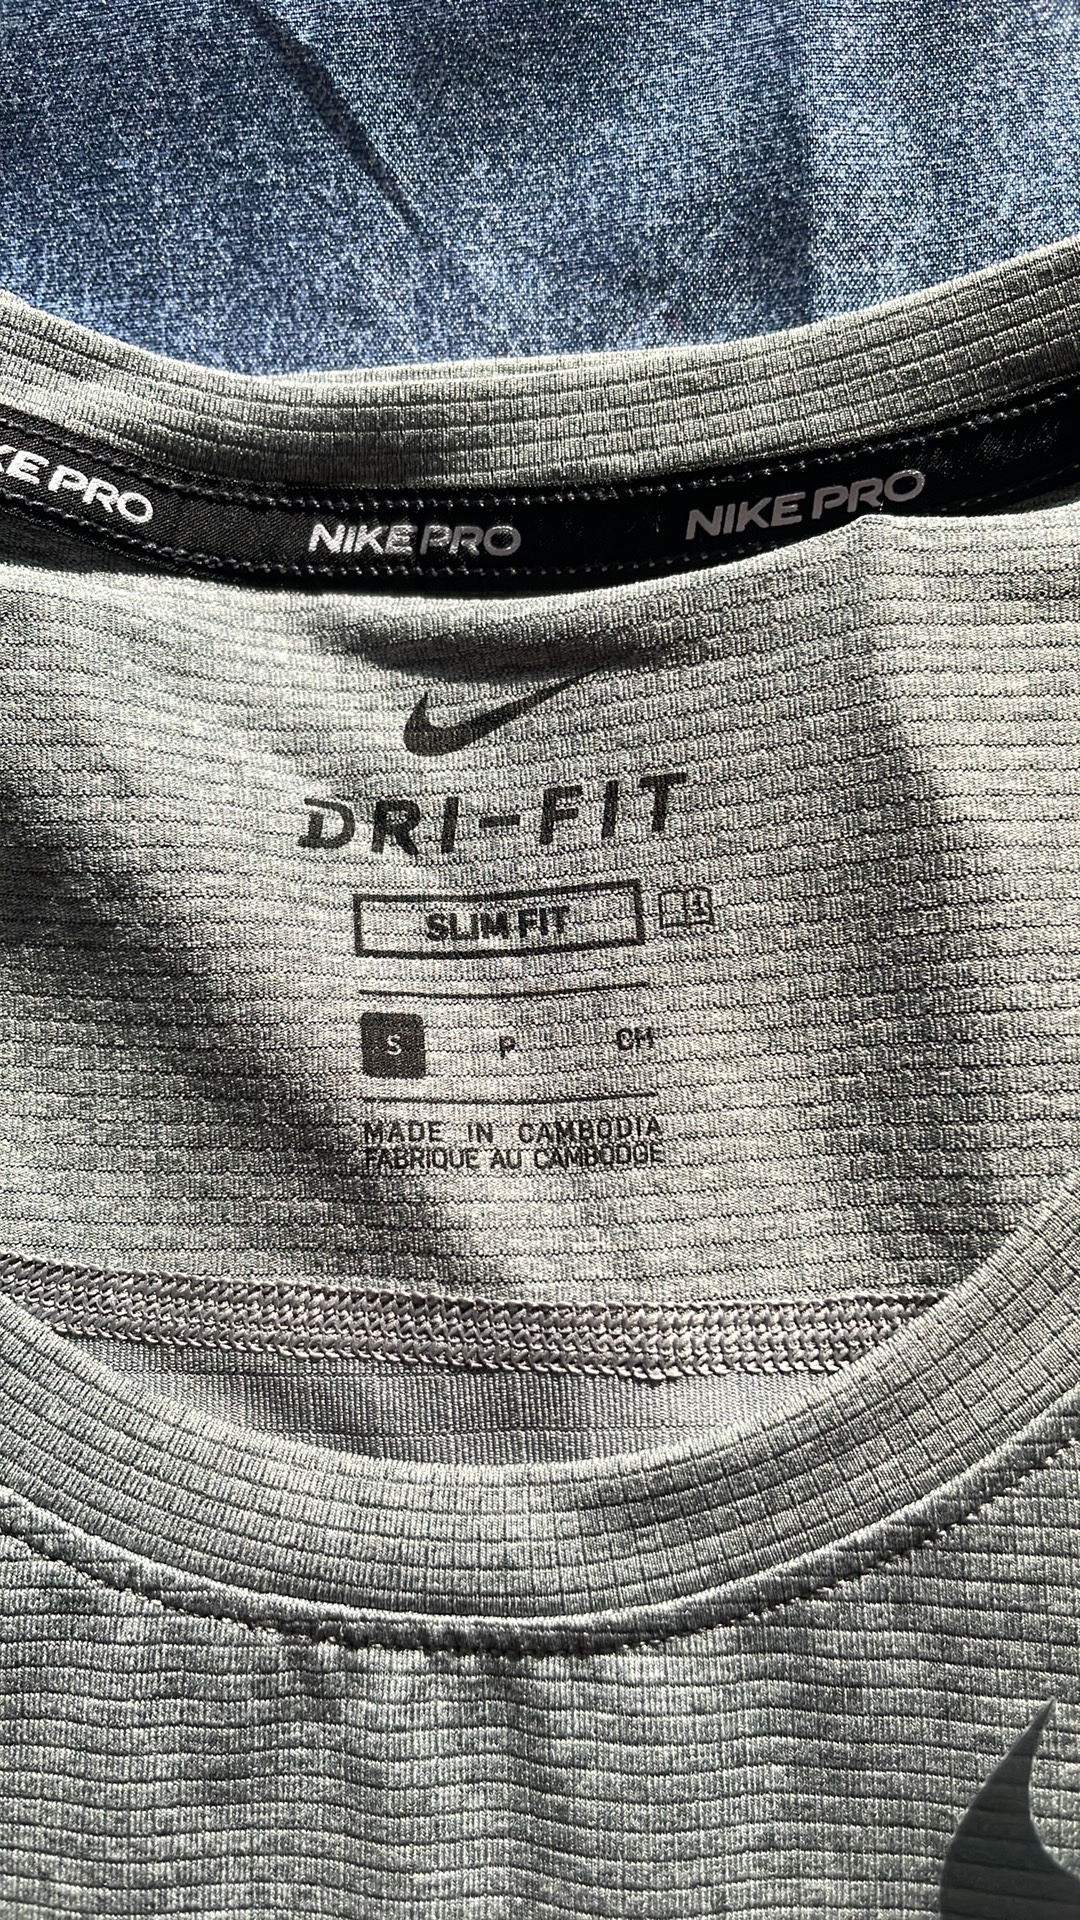 KE PRO
NIKE PRO
NIKE PRO
DRI-FIT
SLIM FIT
S P CH
MADE IN CAMBODIA
FABRIQUE AU CAMBODGE